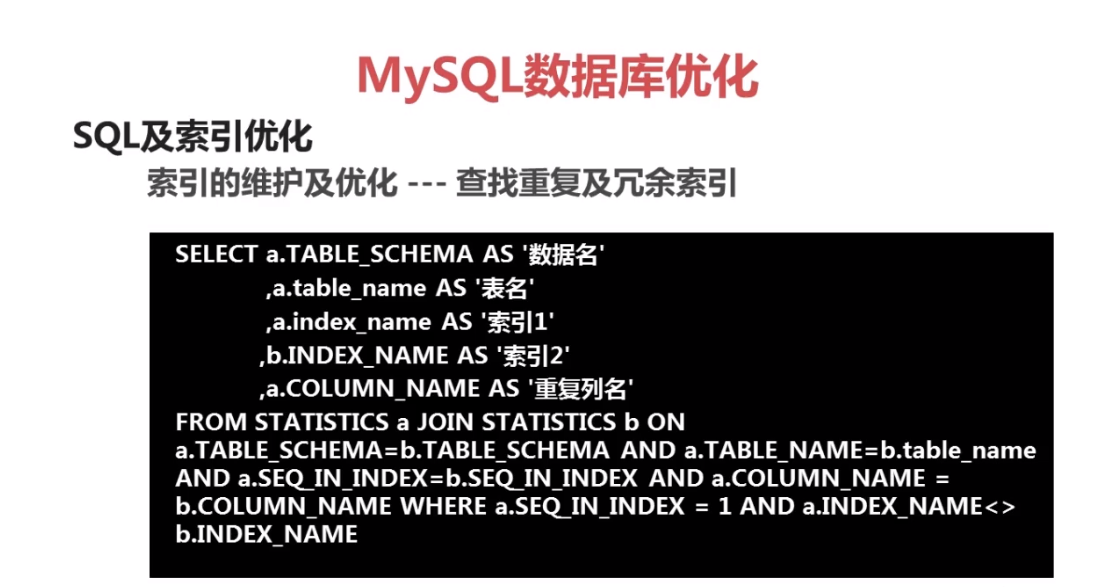 MySQL数据库优化
SQL及索引优化
索引的维护及优化 --- 查找重复及冗余索引
SELECT a.TABLE_SCHEMA AS '数据名'
,a.table_name AS '表名'
,a.index_name AS '索引1'
,b.INDEX_NAME AS '索引2'
,a.COLUMN_NAME AS '重复列名'
FROM STATISTICS a JOIN STATISTICS b ON
a.TABLE_SCHEMA=b.TABLE_SCHEMA AND a.TABLE_NAME=b.table_name
AND a.SEQ_IN_INDEX=b.SEQ_IN_INDEX AND a.COLUMN_NAME =
b.COLUMN_NAME WHERE a.SEQ_IN_INDEX = 1 AND a.INDEX_NAME<>
b.INDEX_NAME